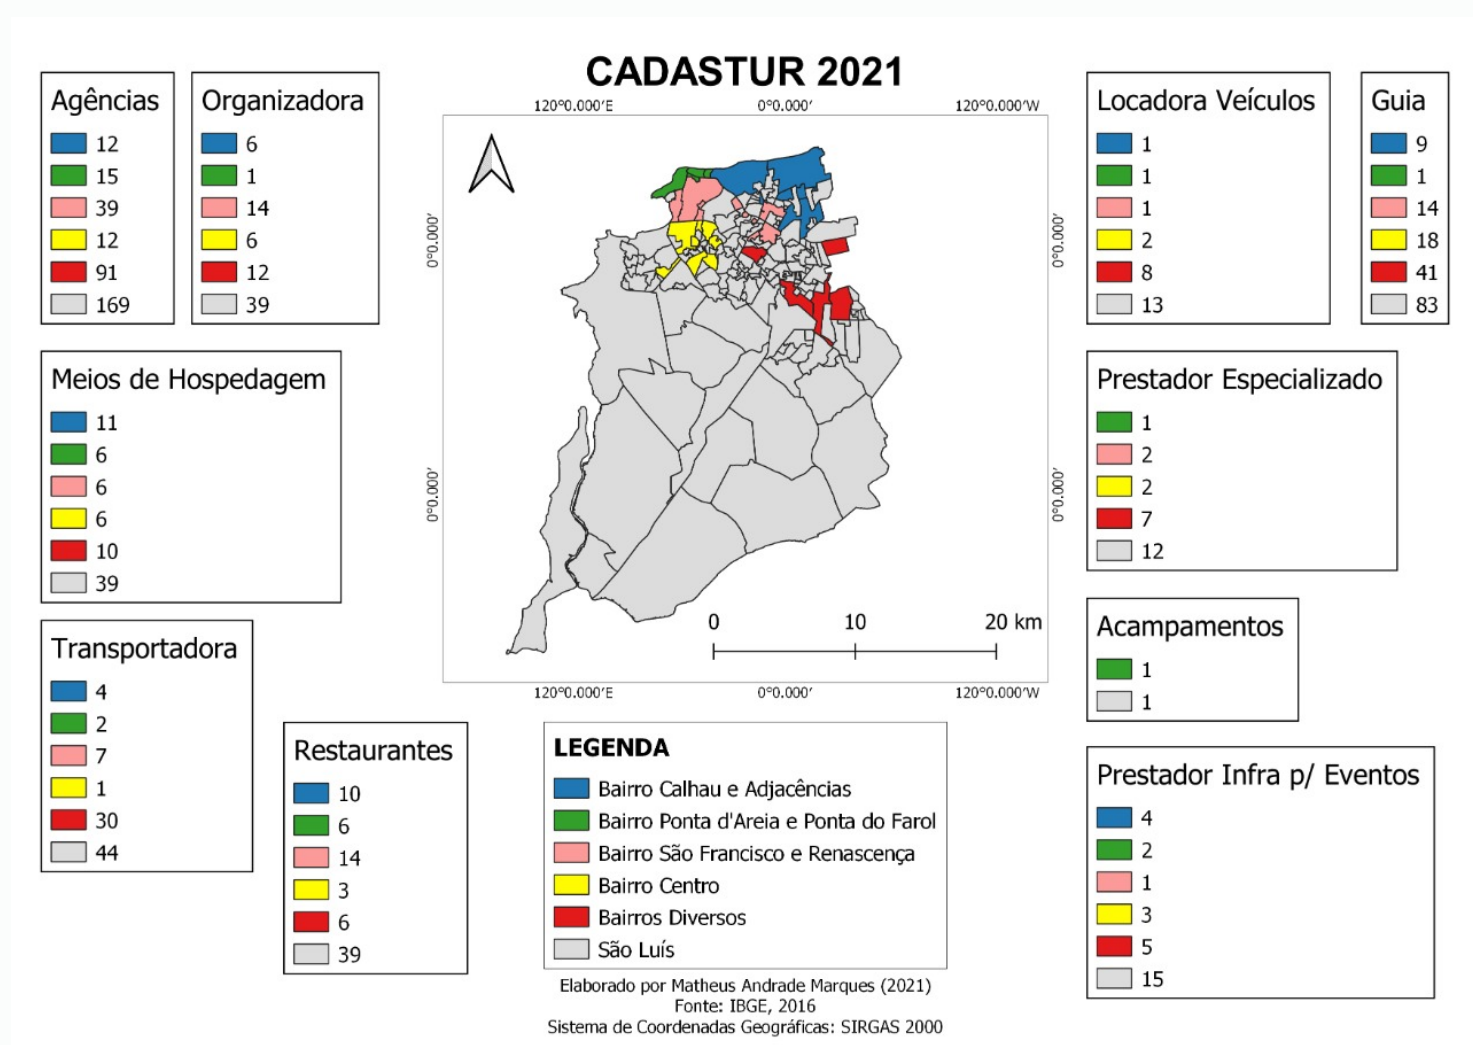 CADASTUR 2021
Agências
12
15
39
12
91
169
Organizadora
6
1
14
6
12
39
Meios de Hospedagem
11
6
6
6
10
39
Transportadora
4
2
7
1
30
44
Restaurantes
10
6
14
3
6
39
120°0.000′E 0°0.000′ 120°0.000′W
0°0.000′
0°0.000′
0°0.000′
0°0.000′
0 10 20 km
120°0.000′E 0°0.000′ 120°0.000′W
LEGENDA
Bairro Calhau e Adjacências
Bairro Ponta d'Areia e Ponta do Farol
Bairro São Francisco e Renascença
Bairro Centro
Bairros Diversos
São Luís
Elaborado por Matheus Andrade Marques (2021)
Fonte: IBGE, 2016
Sistema de Coordenadas Geográficas: SIRGAS 2000
Locadora Veículos
1
1
1
2
8
13
Guia
9
1
14
18
41
83
Prestador Especializado
1
2
2
7
12
Acampamentos
1
1
Prestador Infra p/ Eventos
4
2
1
3
5
15